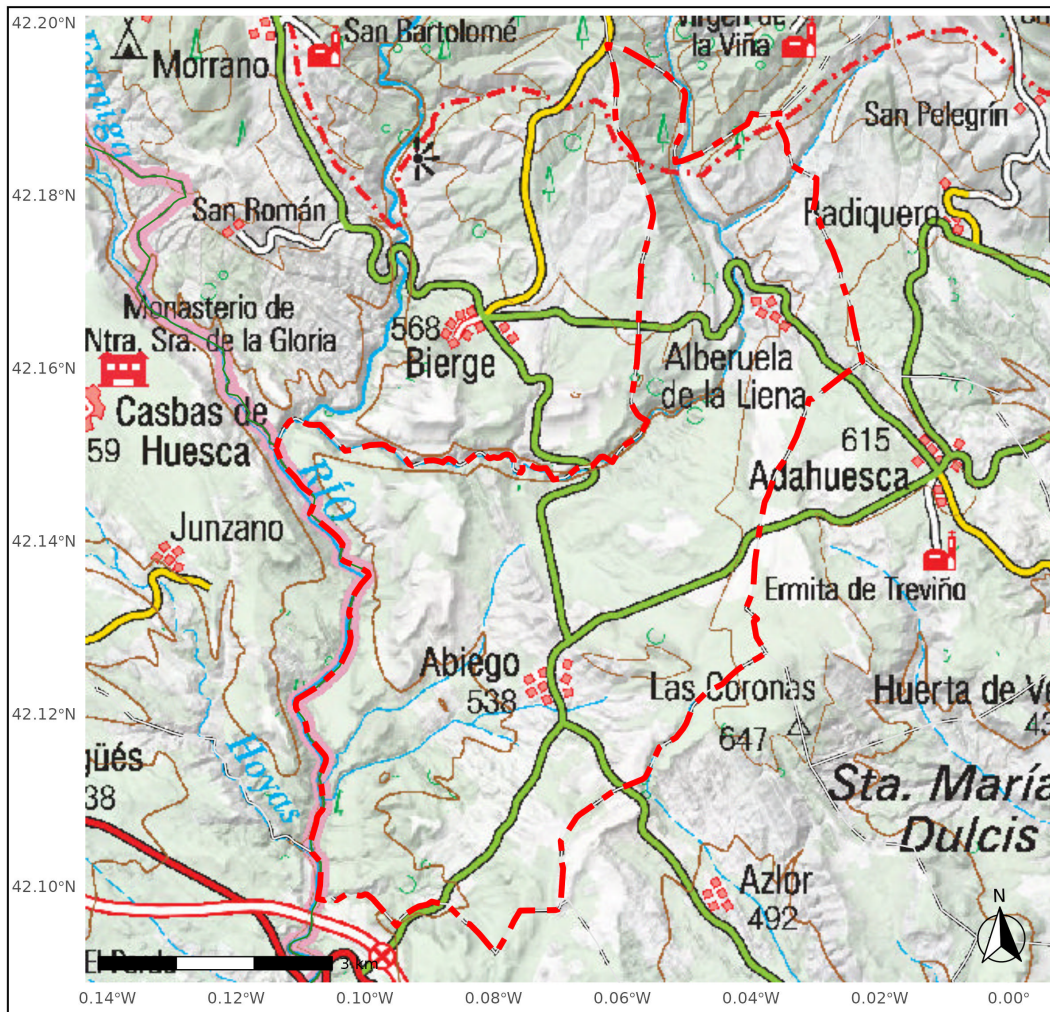 42.20°N
San Bartolomé
Virgen de
la Viña
Morrano
Formiga
San Pelegrín
42.18°N
San Román
Radiquero
Monasterio de
Ntra. Sra. de la Gloria
568
Bierge
Alberuela
de la Liena
42.16°N
Casbas de
Huesca
59
615
Adahuesca
RÍO
Junzano
42.14°N
Ermita de Treviño
Abiego
538
Las Coronas
647
Huerta de Ve
43
42.12°N
güés
38
Hoyas
Sta. María
Dulcis
42.10°N
Azlor
492
N
3 km
0.14°W
0.12°W
0.10°W
0.08°W
0.06°W
0.04°W
0.02°W
0.00°